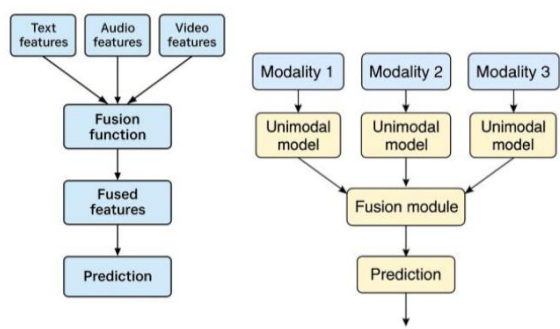 Text
features
Audio
features
Video
features
Fusion
function
Fused
features
Prediction
Modality 1
Modality 2
Modality 3
Unimodal
model
Unimodal
model
Unimodal
model
Fusion module
Prediction